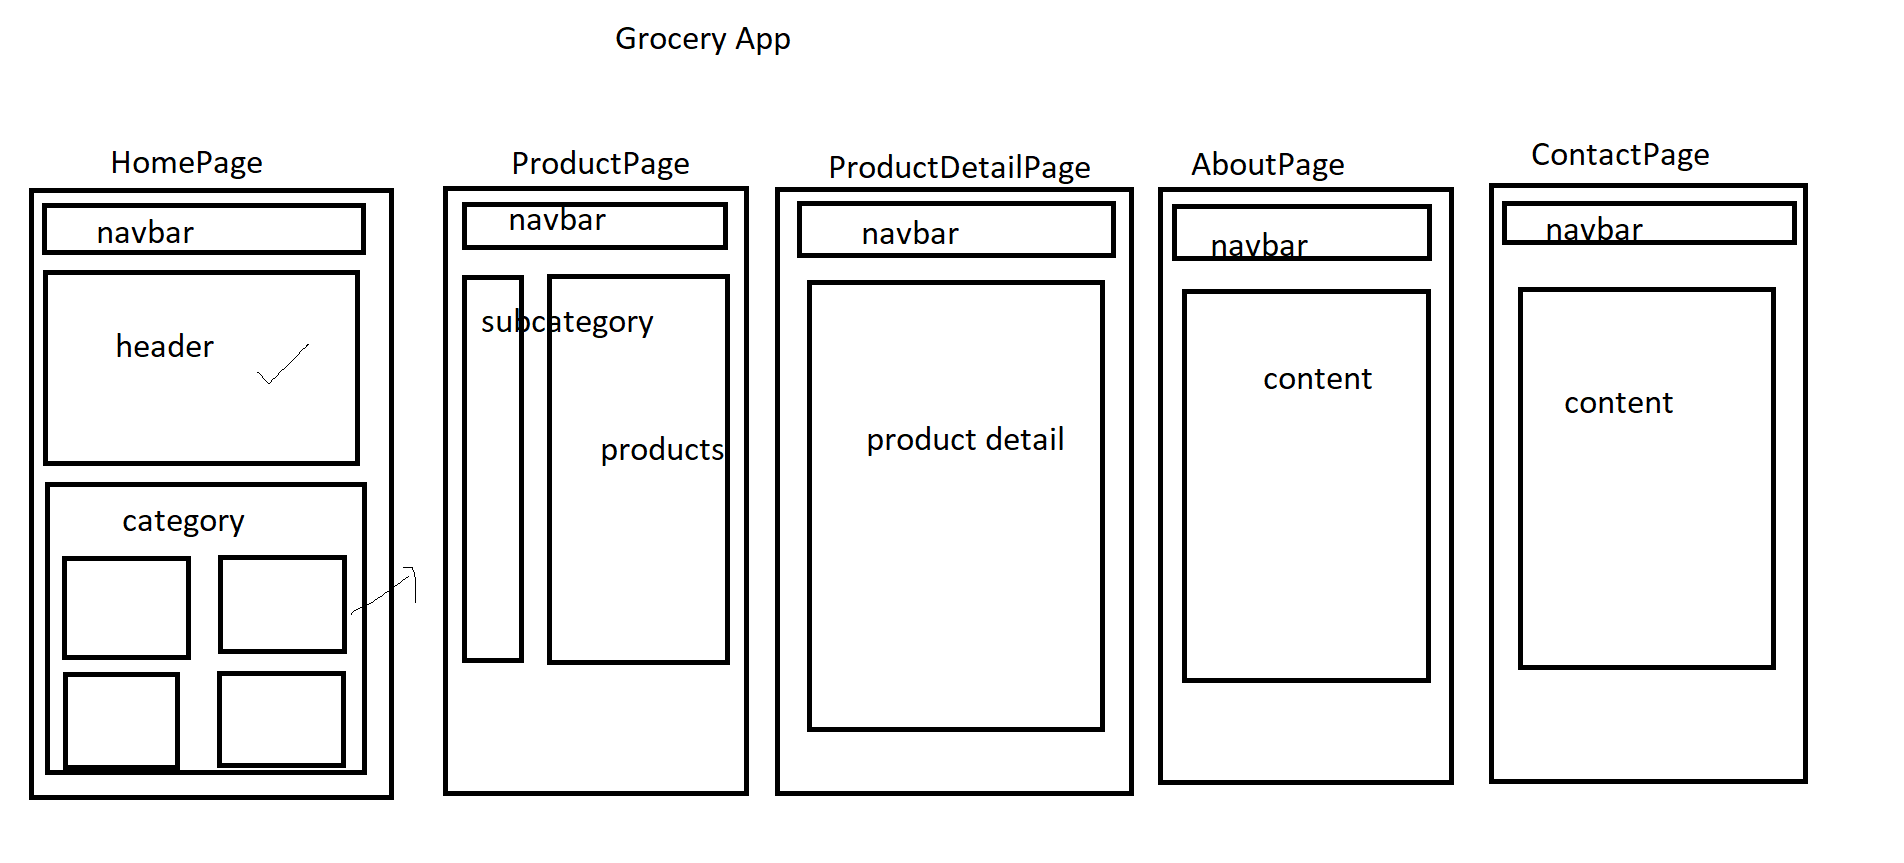 Grocery App
HomePage
navbar
header
category
ProductPage
navbar
subcategory
products
ProductDetailPage
navbar
product detail
AboutPage
navbar
content
ContactPage
navbar
content